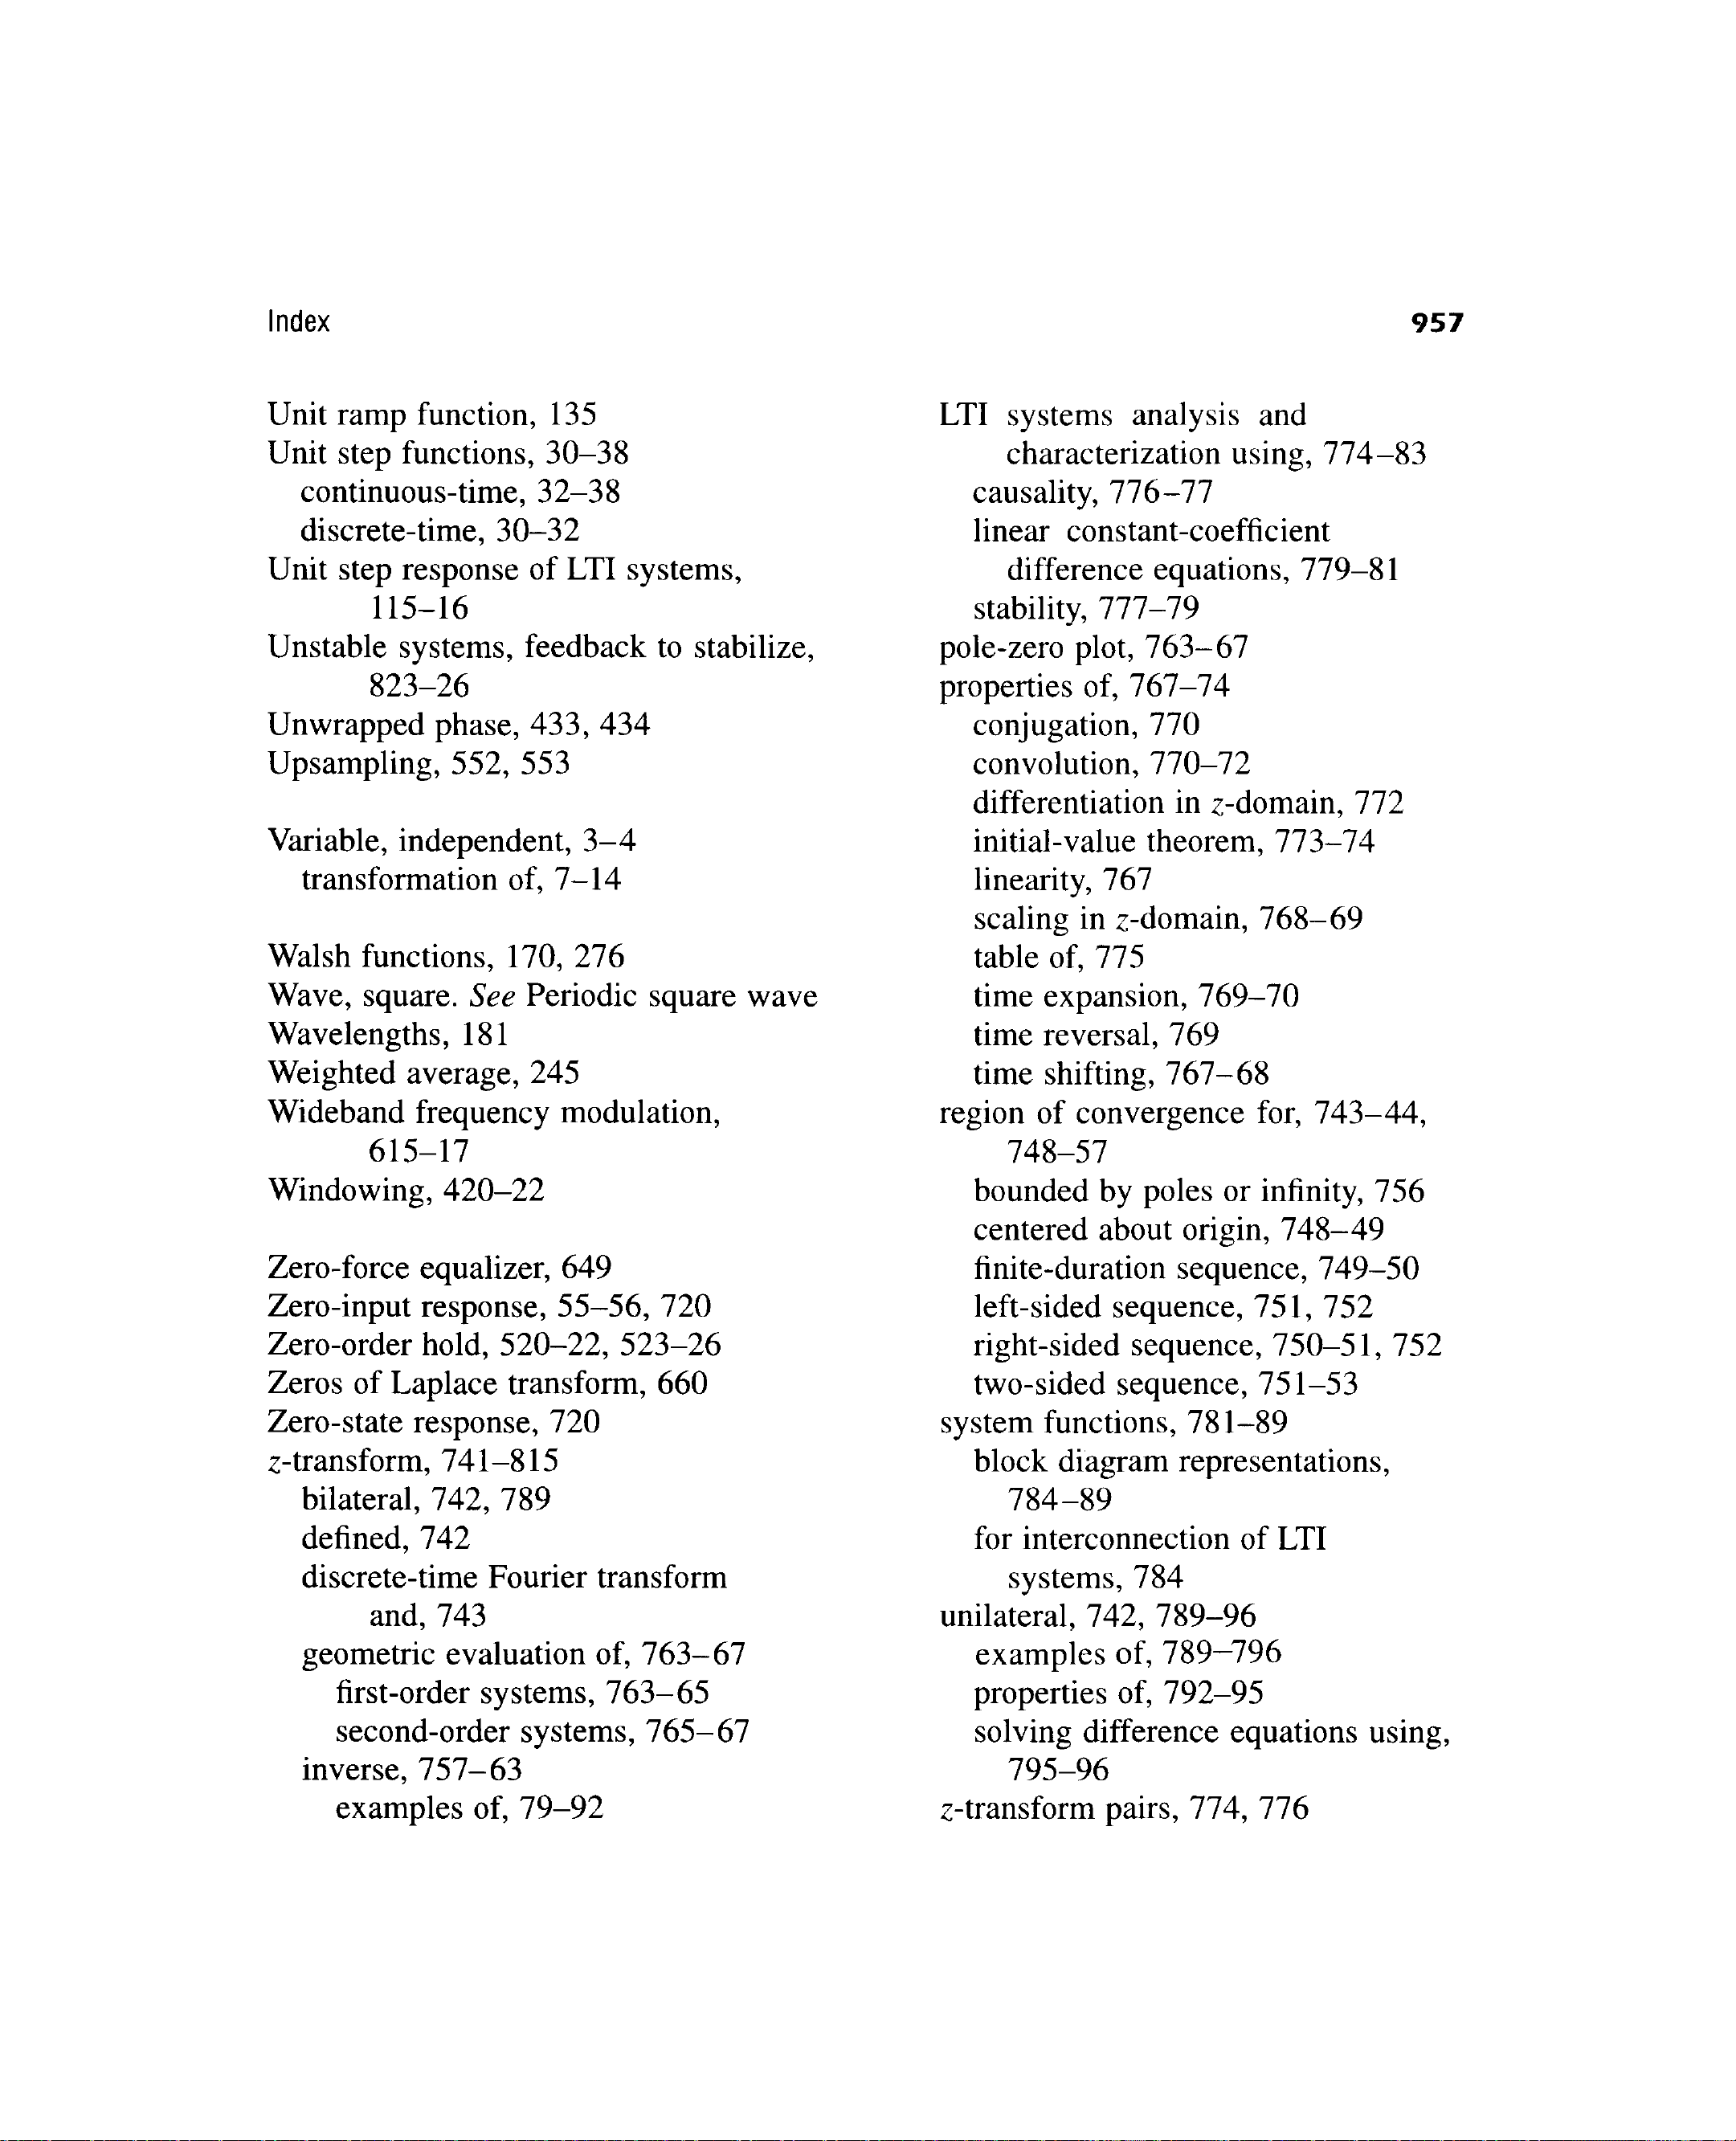 Index
957
Unit ramp function, 135
Unit step functions, 30–38
continuous-time, 32–38
discrete-time, 30–32
Unit step response of LTI systems,
115–16
Unstable systems, feedback to stabilize,
823–26
Unwrapped phase, 433, 434
Upsampling, 552, 553
Variable, independent, 3–4
transformation of, 7–14
Walsh functions, 170, 276
Wave, square. See Periodic square wave
Wavelengths, 181
Weighted average, 245
Wideband frequency modulation,
615–17
Windowing, 420–22
Zero-force equalizer, 649
Zero-input response, 55–56, 720
Zero-order hold, 520–22, 523–26
Zeros of Laplace transform, 660
Zero-state response, 720
z-transform, 741–815
bilateral, 742, 789
defined, 742
discrete-time Fourier transform
and, 743
geometric evaluation of, 763–67
first-order systems, 763–65
second-order systems, 765–67
inverse, 757–63
examples of, 79–92
LTI systems analysis and
characterization using, 774–83
causality, 776–77
linear constant-coefficient
difference equations, 779–81
stability, 777–79
pole-zero plot, 763–67
properties of, 767–74
conjugation, 770
convolution, 770–72
differentiation in z-domain, 772
initial-value theorem, 773–74
linearity, 767
scaling in z-domain, 768–69
table of, 775
time expansion, 769–70
time reversal, 769
time shifting, 767–68
region of convergence for, 743–44,
748–57
bounded by poles or infinity, 756
centered about origin, 748–49
finite-duration sequence, 749–50
left-sided sequence, 751, 752
right-sided sequence, 750–51, 752
two-sided sequence, 751–53
system functions, 781–89
block diagram representations,
784–89
for interconnection of LTI
systems, 784
unilateral, 742, 789–96
examples of, 789–796
properties of, 792–95
solving difference equations using,
795–96
z-transform pairs, 774, 776